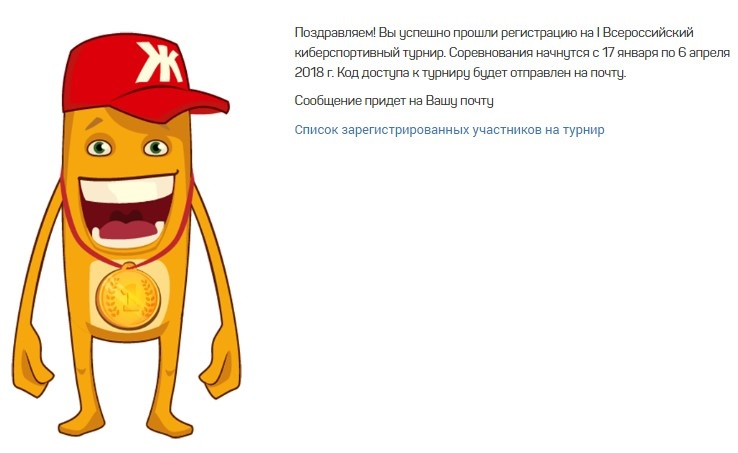 Ж
Поздравляем! Вы успешно прошли регистрацию на I Всероссийский
киберспортивный турнир. Соревнования начнутся с 17 января по 6 апреля
2018 г. Код доступа к турниру будет отправлен на почту.
Сообщение придет на Вашу почту
Список зарегистрированных участников на турнир
1